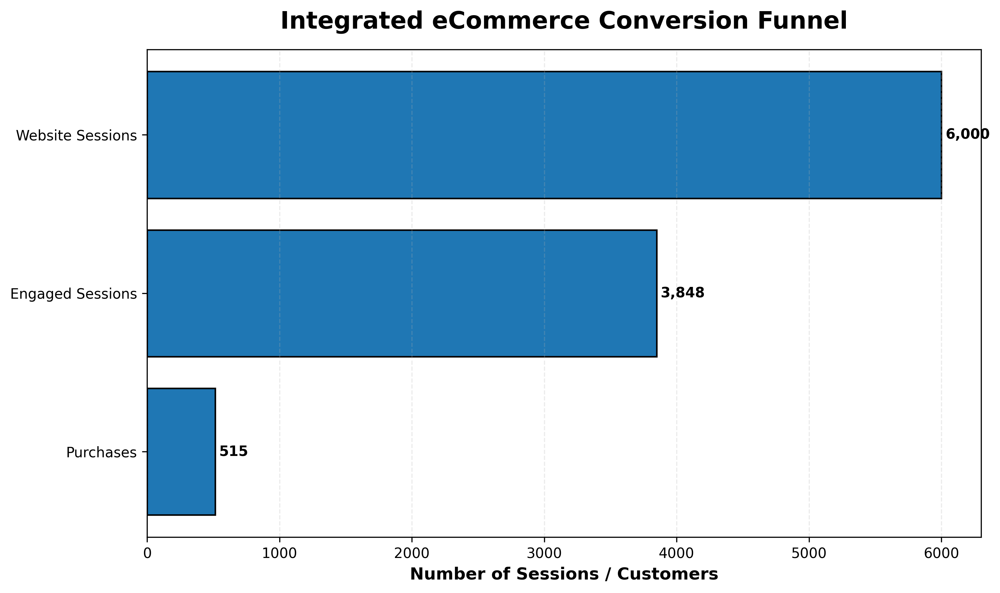 Integrated eCommerce Conversion Funnel
Website Sessions
6,000
Engaged Sessions
3,848
Purchases
515
0 1000 2000 3000 4000 5000 6000
Number of Sessions / Customers